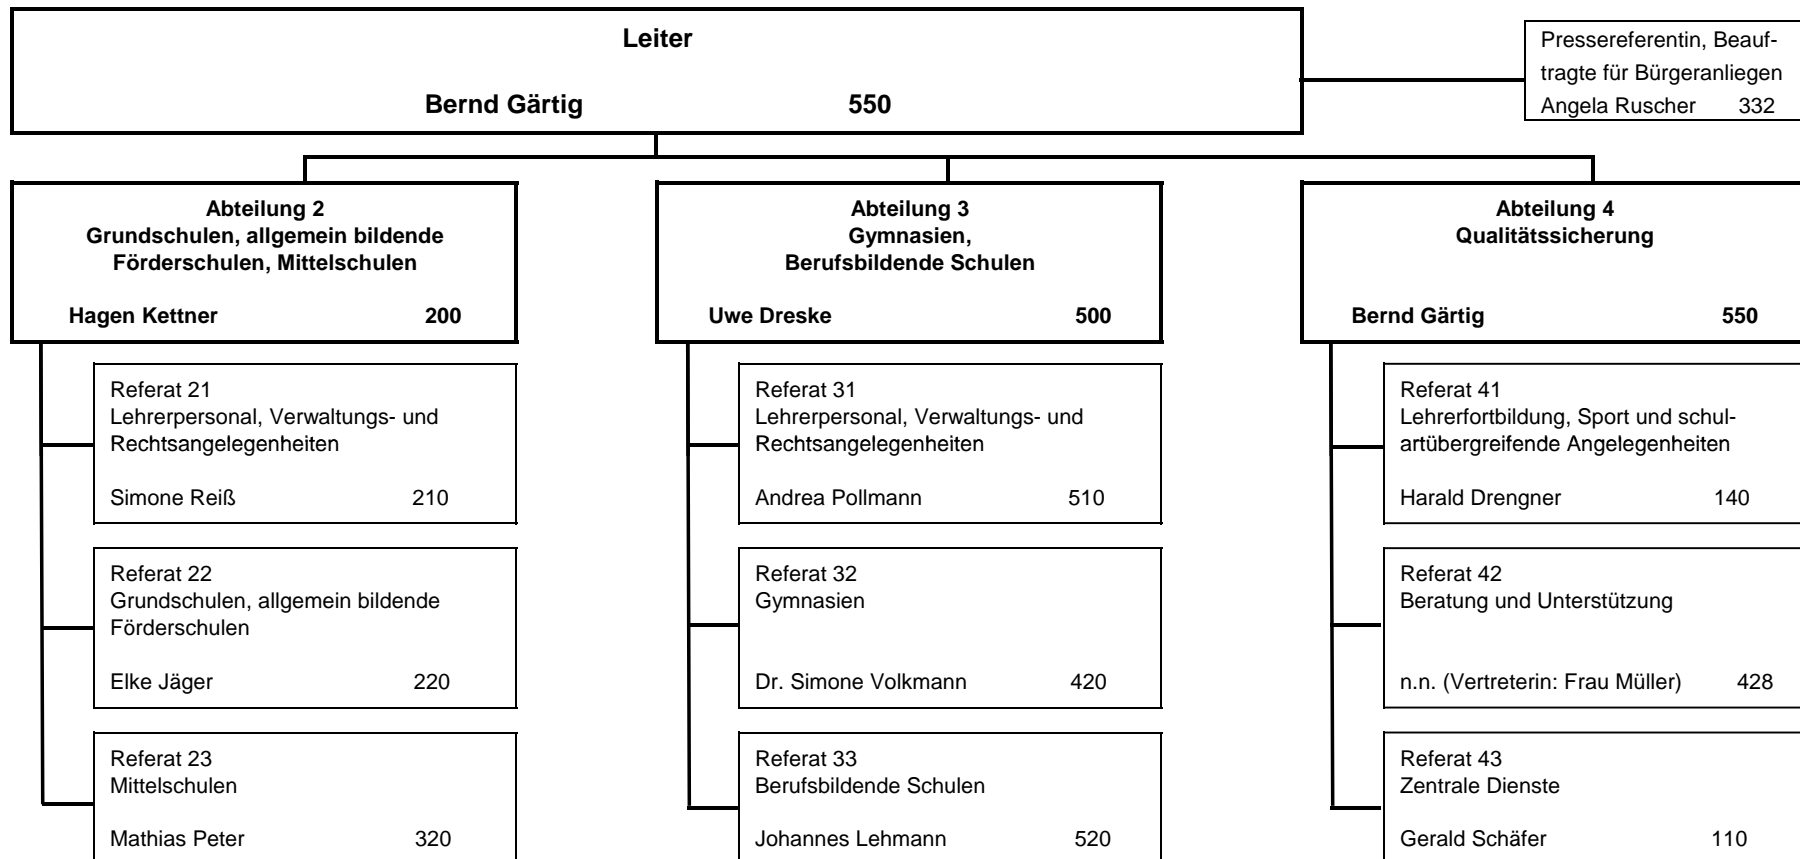 Leiter
Bernd Gärtig 550
Pressereferentin, Beauf-
tragte für Bürgeranliegen
Angela Ruscher 332
Abteilung 2
Grundschulen, allgemein bildende
Förderschulen, Mittelschulen
Hagen Kettner 200
Referat 21
Lehrerpersonal, Verwaltungs- und
Rechtsangelegenheiten
Simone Reiß 210
Referat 22
Grundschulen, allgemein bildende
Förderschulen
Elke Jäger 220
Referat 23
Mittelschulen
Mathias Peter 320
Abteilung 3
Gymnasien,
Berufsbildende Schulen
Uwe Dreske 500
Referat 31
Lehrerpersonal, Verwaltungs- und
Rechtsangelegenheiten
Andrea Pollmann 510
Referat 32
Gymnasien
Dr. Simone Volkmann 420
Referat 33
Berufsbildende Schulen
Johannes Lehmann 520
Abteilung 4
Qualitätssicherung
Bernd Gärtig 550
Referat 41
Lehrerfortbildung, Sport und schul-
artübergreifende Angelegenheiten
Harald Drengner 140
Referat 42
Beratung und Unterstützung
n.n. (Vertreterin: Frau Müller) 428
Referat 43
Zentrale Dienste
Gerald Schäfer 110